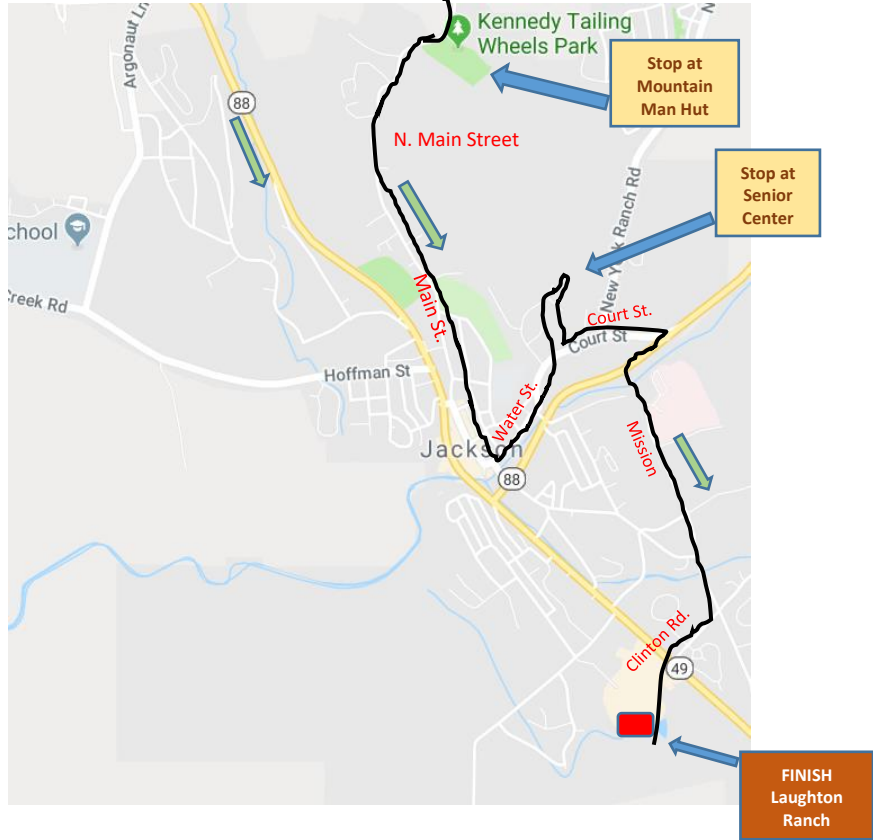 Argonaut Ln
N
Kennedy Tailing
Wheels Park
Stop at
Mountain
Man Hut
88
N. Main Street
Stop at
Senior
Center
New York Ranch Rd
chool
Creek Rd
Main St.
Court St.
Court St
Hoffman St
Water St.
Mission
Jackson
88
Clinton Rd.
49
FINISH
Laughton
Ranch